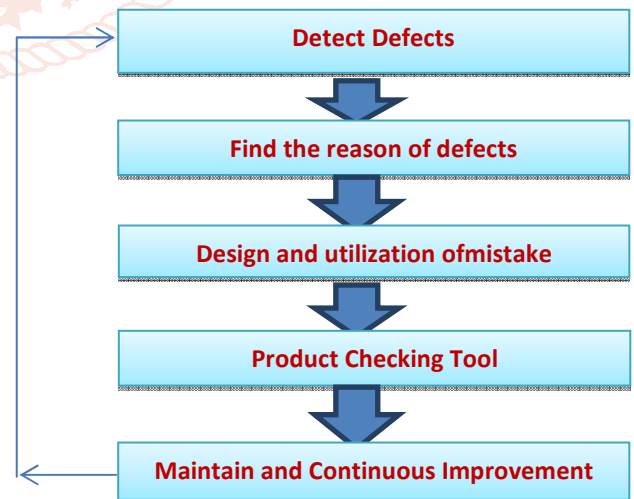 Detect Defects
Find the reason of defects
Design and utilization ofmistake
Product Checking Tool
Maintain and Continuous Improvement